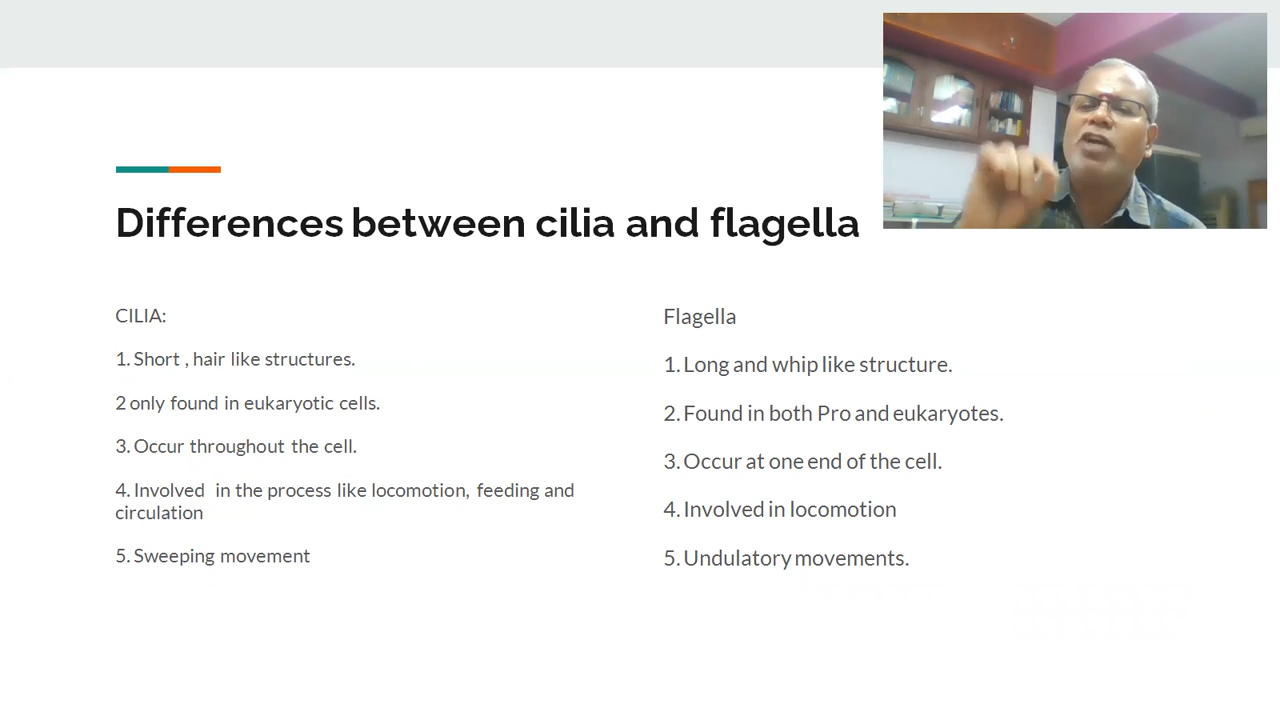 Differences between cilia and flagella
CILIA:
1. Short , hair like structures.
2 only found in eukaryotic cells.
3. Occur throughout the cell.
4. Involved in the process like locomotion, feeding and
circulation
5. Sweeping movement
Flagella
1. Long and whip like structure.
2. Found in both Pro and eukaryotes.
3. Occur at one end of the cell.
4. Involved in locomotion
5. Undulatory movements.